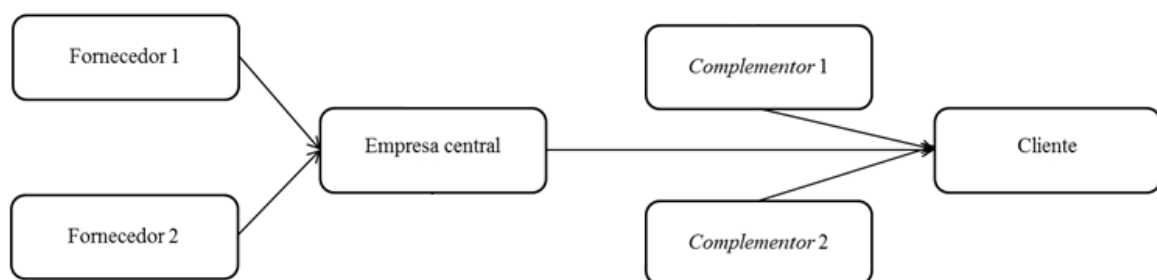 Fornecedor 1
Complementor 1
Empresa central
Cliente
Fornecedor 2
Complementor 2